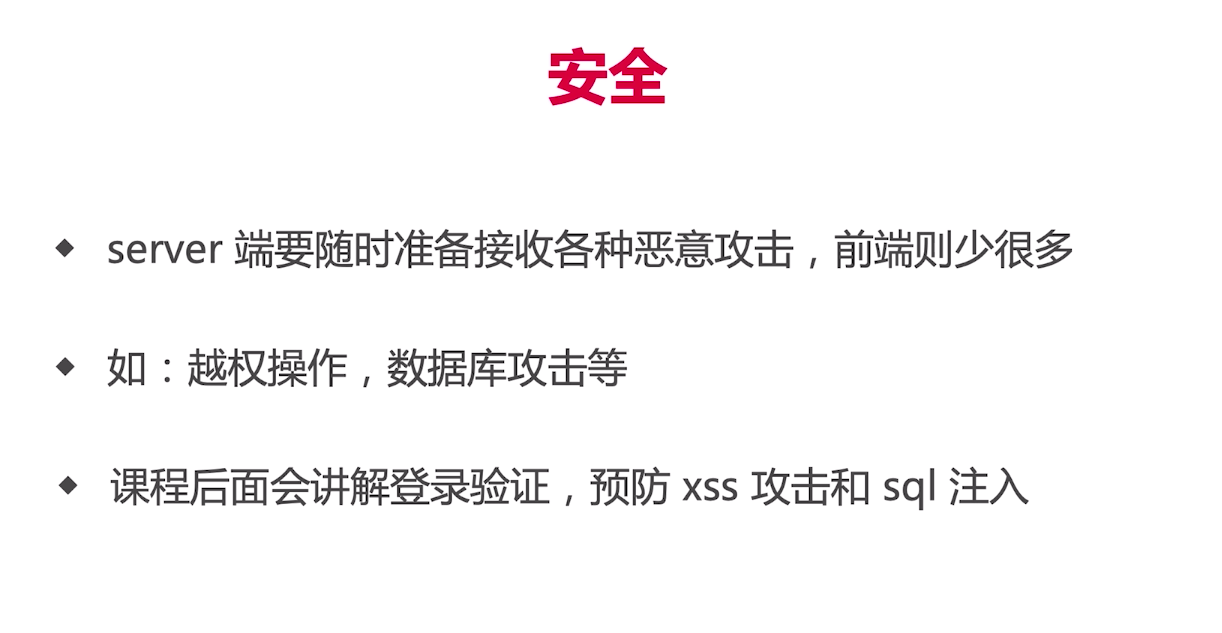 安全
◆ server 端要随时准备接收各种恶意攻击，前端则少很多
◆ 如：越权操作，数据库攻击等
◆ 课程后面会讲解登录验证，预防 xss 攻击和 sql 注入